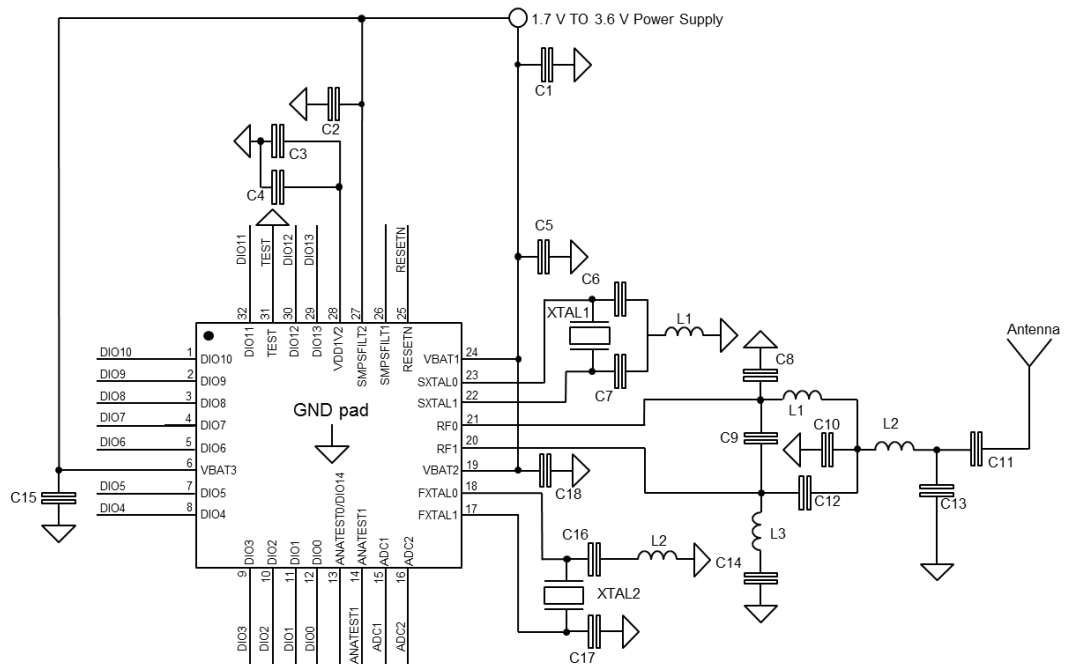 1.7 V TO 3.6 V Power Supply
C1
C2
C3
C4
DIO11
TEST
DIO12
DIO13
RESETN
C5
C6
XTAL1
L1
C7
32
31
30
29
28
27
26
25
DIO11
TEST
DIO12
DIO13
VDD1V2
SMPSFILT2
SMPSFILT1
RESETN
Antenna
DIO10 1 DIO10
DIO9 2 DIO9
DIO8 3 DIO8
DIO7 4 DIO7
DIO6 5 DIO6
6 VBAT3
DIO5 7 DIO5
DIO4 8 DIO4
C15
GND pad
VBAT1 24
SXTAL0 23
SXTAL1 22
RF0 21
RF1 20
VBAT2 19
FXTAL0 18
FXTAL1 17
C8
L1
C9
C10
L2
C11
C12
C13
C18
L3
C14
C16
L2
XTAL2
C17
DIO3
DIO2
DIO1
DIO0
ANATEST0/DIO14
ANATEST1
ADC1
ADC2
9
10
11
12
13
14
15
16
DIO3
DIO2
DIO1
DIO0
ANATEST1
ADC1
ADC2